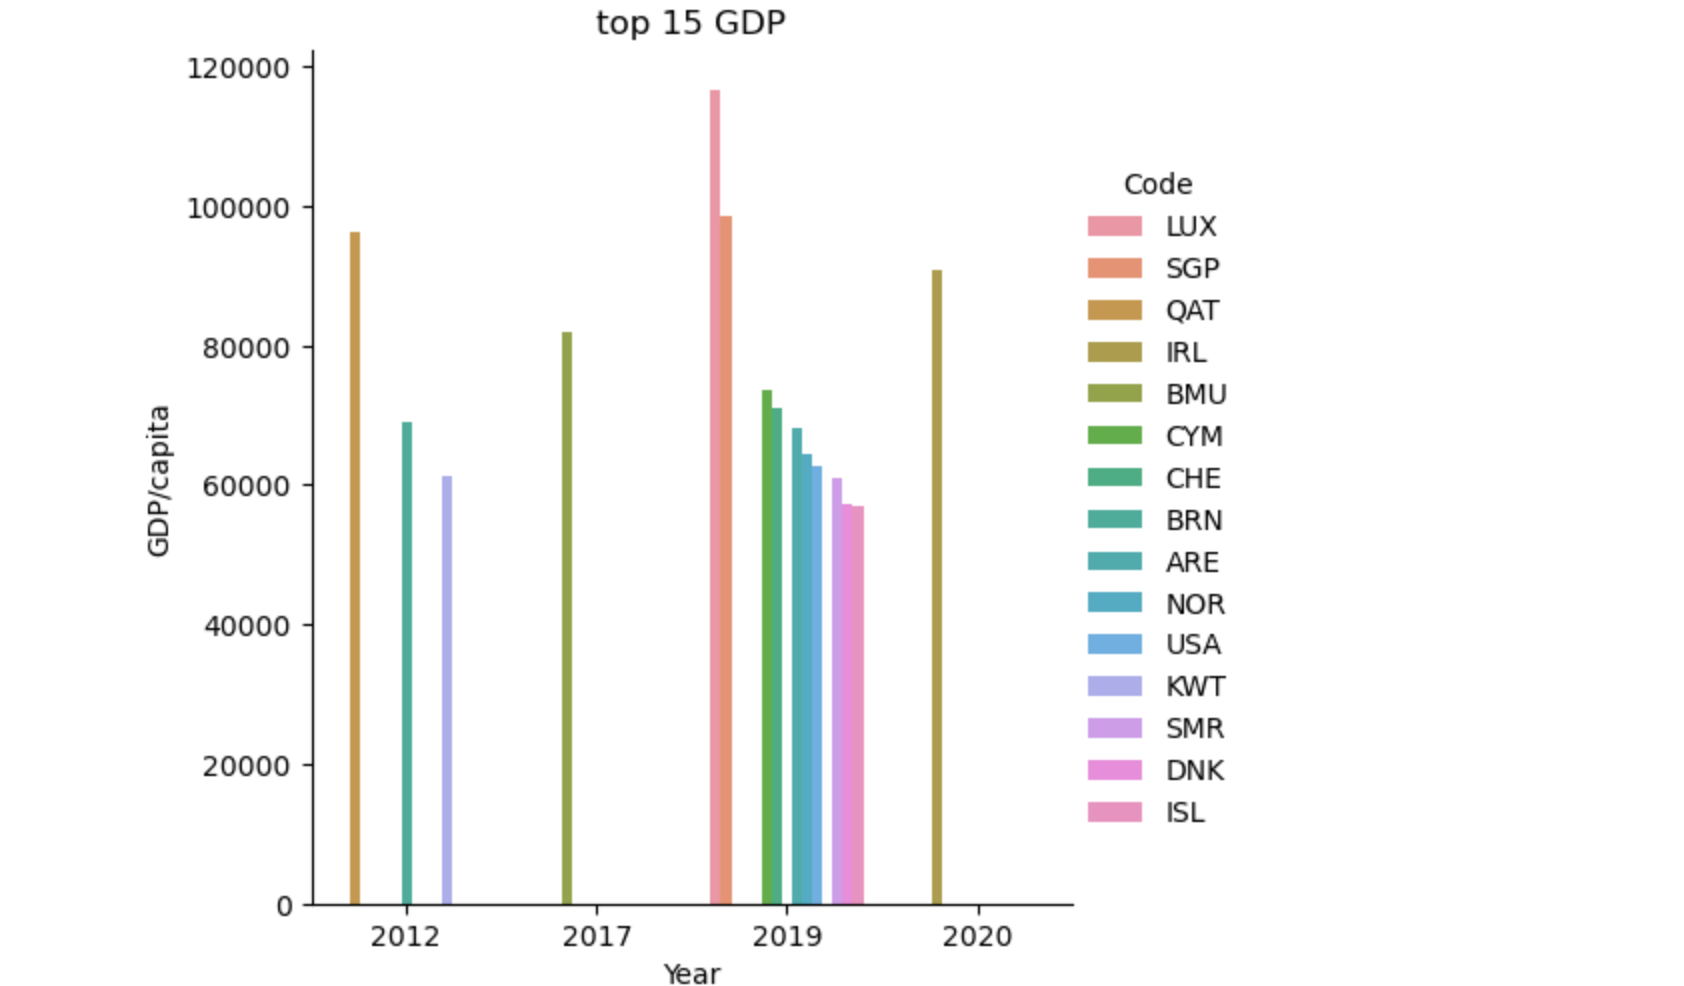 top 15 GDP
120000
100000
80000
60000
40000
20000
0
GDP/capita
2012 2017 2019 2020
Year
Code
LUX
SGP
QAT
IRL
BMU
CYM
CHE
BRN
ARE
NOR
USA
KWT
SMR
DNK
ISL